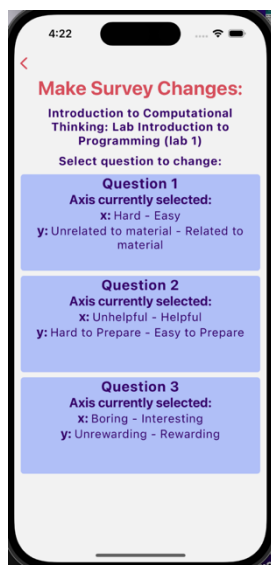 4:22
Make Survey Changes:
Introduction to Computational
Thinking: Lab Introduction to
Programming (lab 1)
Select question to change:
Question 1
Axis currently selected:
x: Hard - Easy
y: Unrelated to material - Related to
material
Question 2
Axis currently selected:
x: Unhelpful - Helpful
y: Hard to Prepare - Easy to Prepare
Question 3
Axis currently selected:
x: Boring - Interesting
y: Unrewarding - Rewarding